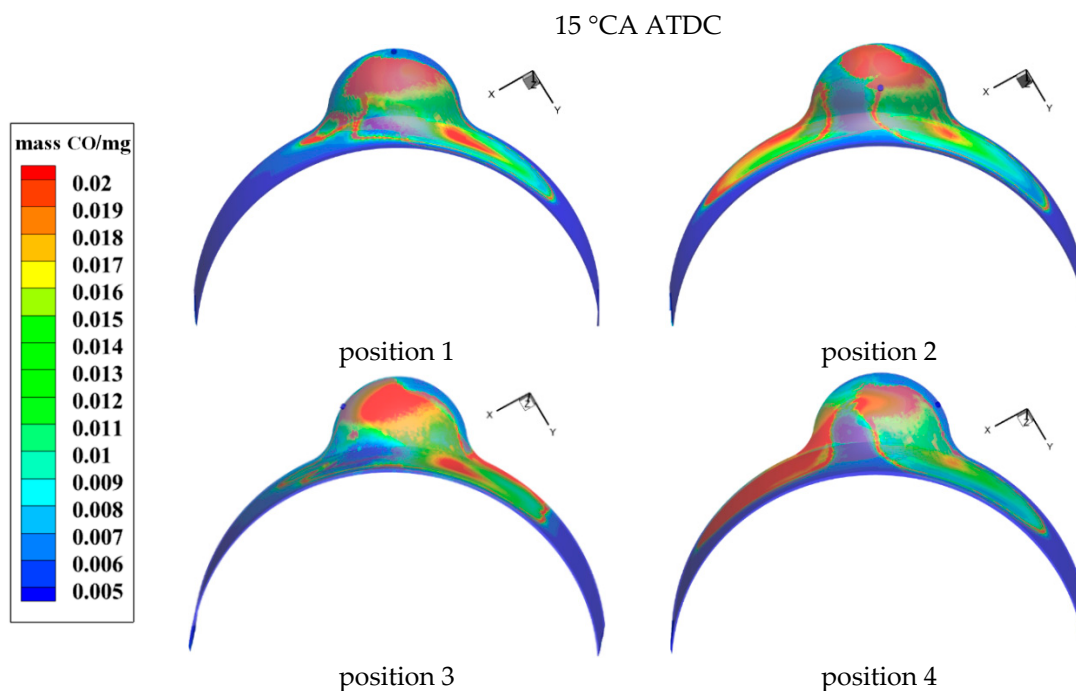 15 °CA ATDC
mass CO/mg
0.02
0.019
0.018
0.017
0.016
0.015
0.014
0.013
0.012
0.011
0.01
0.009
0.008
0.007
0.006
0.005
X
Y
X
Y
position 1
position 2
X
Z
Y
X
Z
Y
position 3
position 4